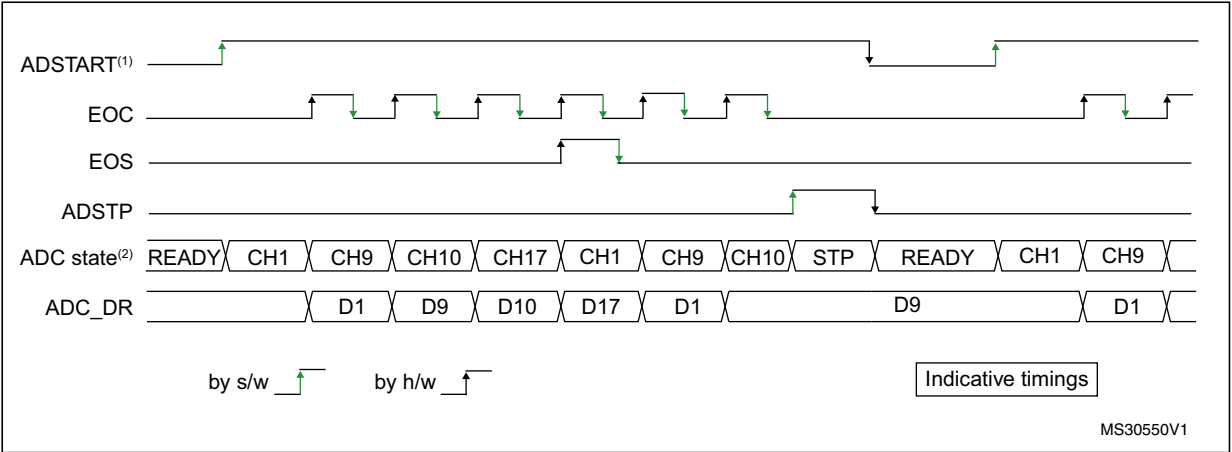 ADSTART(1)
EOC
EOS
ADSTP
ADC state(2) READY CH1 CH9 CH10 CH17 CH1 CH9 CH10 STP READY CH1 CH9
ADC_DR D1 D9 D10 D17 D1 D9 D1
by s/w by h/w Indicative timings
MS30550V1